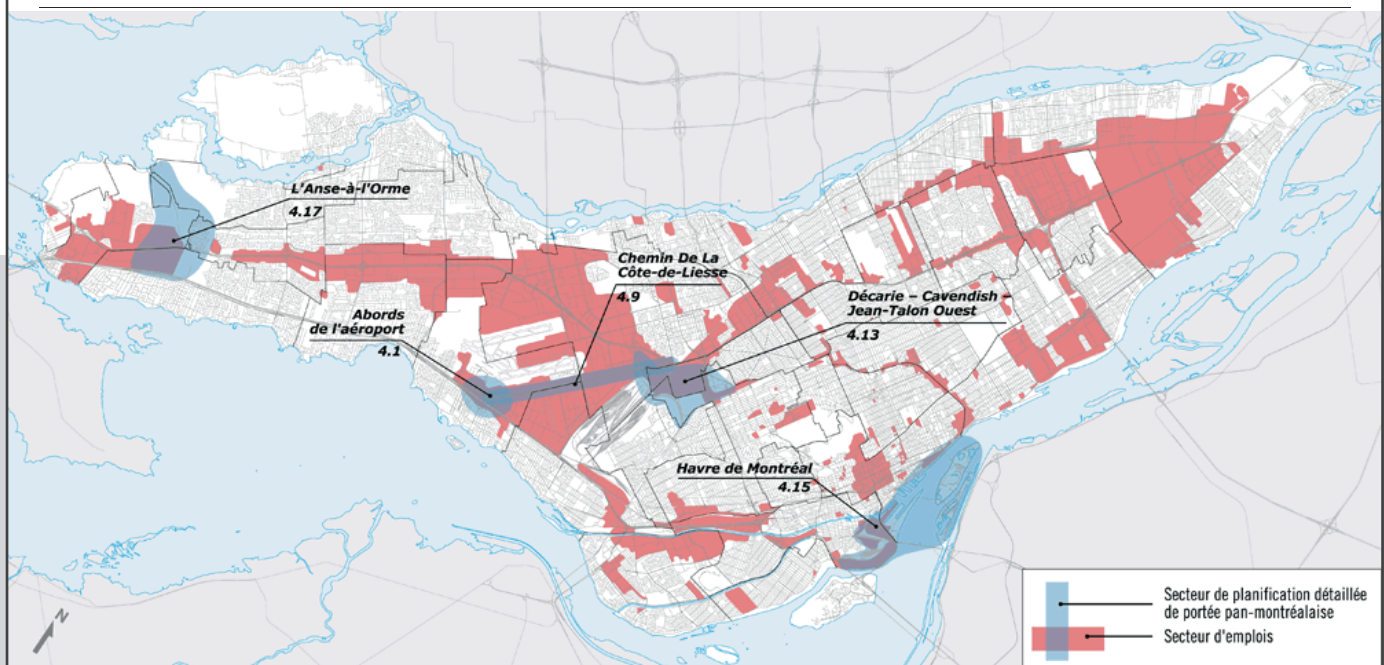 L'Anse-à-l'Orme
4.17
Chemin De La
Côte-de-Liesse
4.9
Abords
de l'aéroport
4.1
Décarie – Cavendish –
Jean-Talon Ouest
4.13
Havre de Montréal
4.15
N
Secteur de planification détaillée
de portée pan-montréalaise
Secteur d'emplois